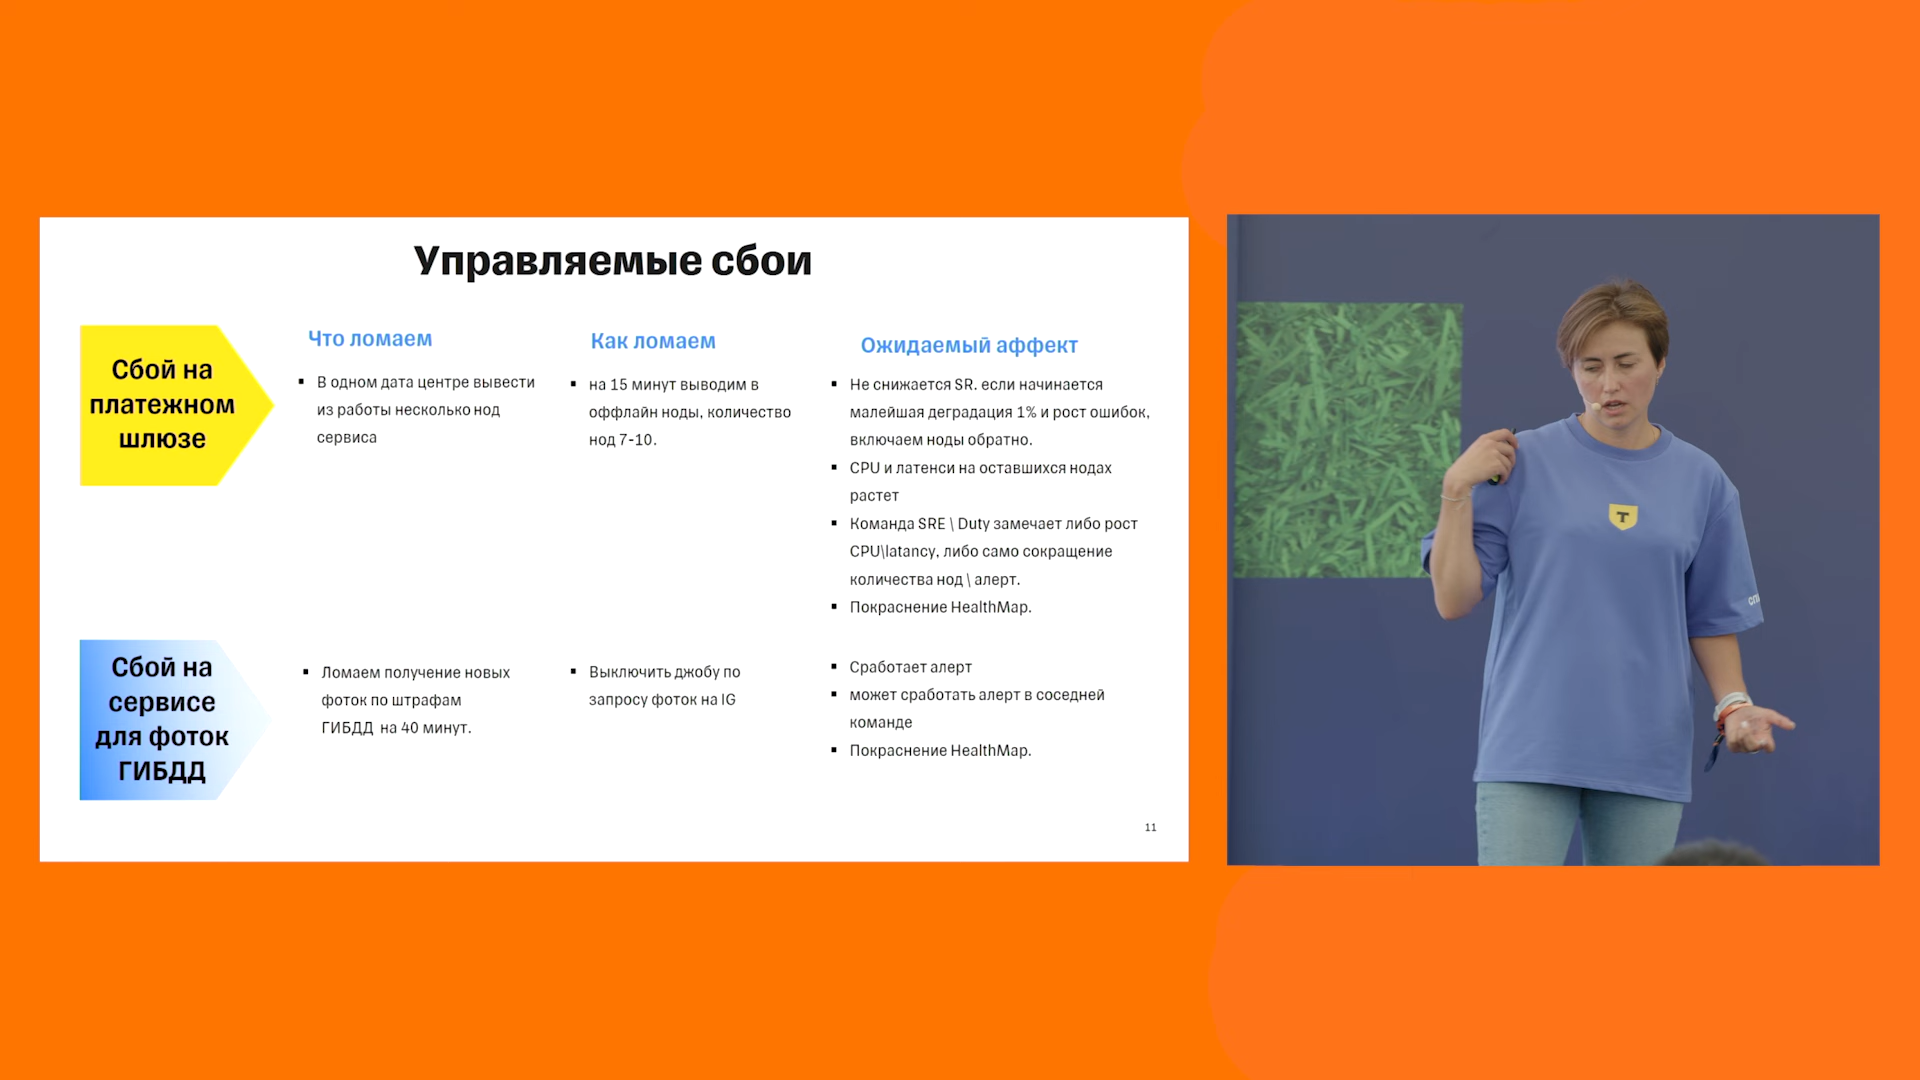 Управляемые сбои
Что ломаем
Как ломаем
Ожидаемый аффект
Сбой на
платежном
шлюзе
В одном дата центре вывести
из работы несколько нод
сервиса
на 15 минут выводим в
оффлайн ноды, количество
нод 7-10.
Не снижается SR. если начинается
малейшая деградация 1% и рост ошибок,
включаем ноды обратно.
CPU и латенси на оставшихся нодах
растет
Команда SRE \ Duty замечает либо рост
CPU\latancy, либо само сокращение
количества нод \ алерт.
Покраснение HealthMap.
Сбой на
сервисе
для фоток
ГИБДД
Ломаем получение новых
фоток по штрафам
ГИБДД на 40 минут.
Выключить джобу по
запросу фоток на IG
Сработает алерт
может сработать алерт в соседней
команде
Покраснение HealthMap.
11
Т